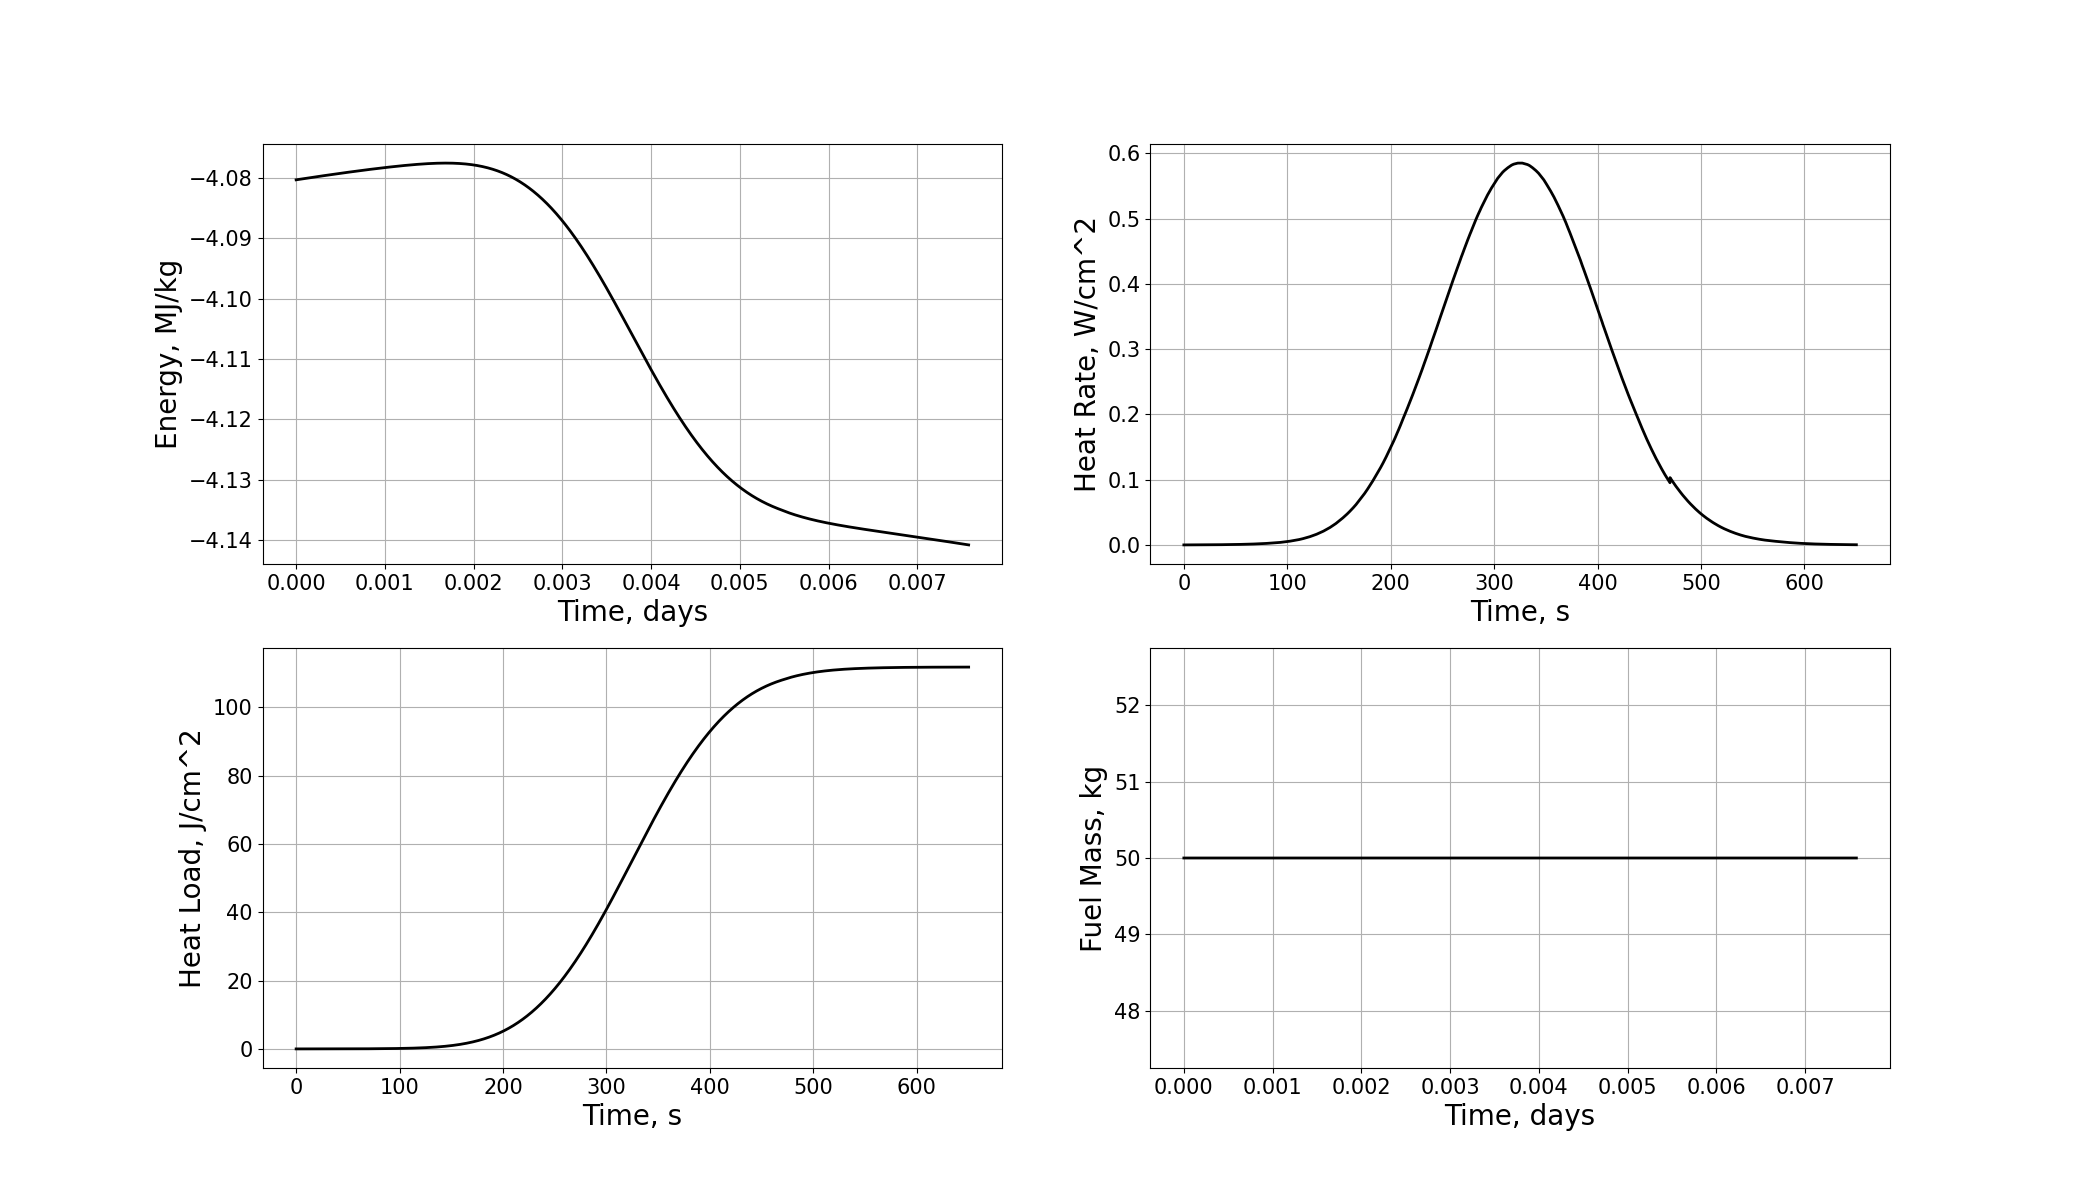 Energy, MJ/kg
−4.08
−4.09
−4.10
−4.11
−4.12
−4.13
−4.14
0.000 0.001 0.002 0.003 0.004 0.005 0.006 0.007
Time, days
Heat Rate, W/cm^2
0.6
0.5
0.4
0.3
0.2
0.1
0.0
0 100 200 300 400 500 600
Time, s
Heat Load, J/cm^2
100
80
60
40
20
0
0 100 200 300 400 500 600
Time, s
Fuel Mass, kg
52
51
50
49
48
0.000 0.001 0.002 0.003 0.004 0.005 0.006 0.007
Time, days